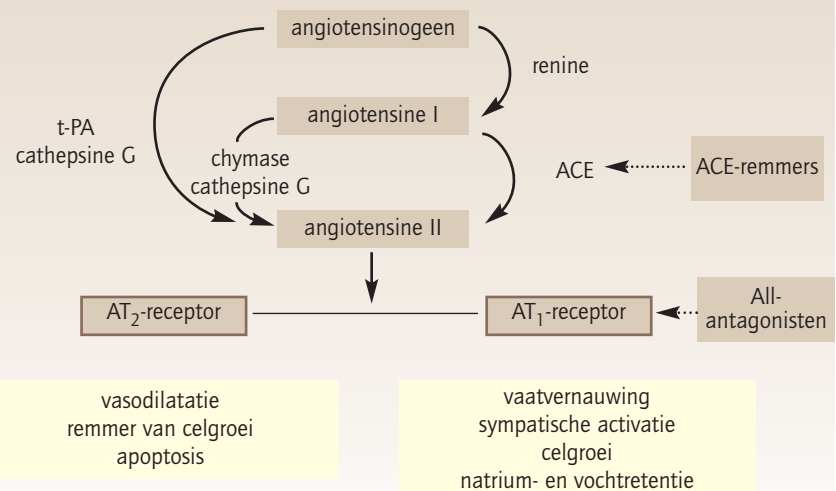 angiotensinogeen
renine
angiotensine I
t-PA
cathepsine G
chymase
cathepsine G
ACE
ACE-remmers
angiotensine II
AT2-receptor
AT1-receptor
AII-
antagonisten
vasodilatatie
remmer van celgroei
apoptosis
vaatvernauwing
sympatische activatie
celgroei
natrium- en vochtretentie